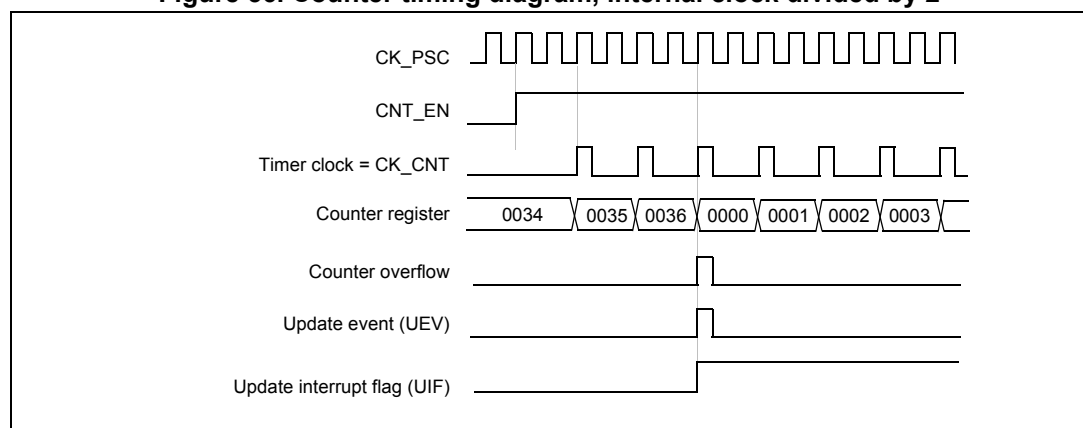 CK_PSC
CNT_EN
Timer clock = CK_CNT
Counter register 0034 0035 0036 0000 0001 0002 0003
Counter overflow
Update event (UEV)
Update interrupt flag (UIF)